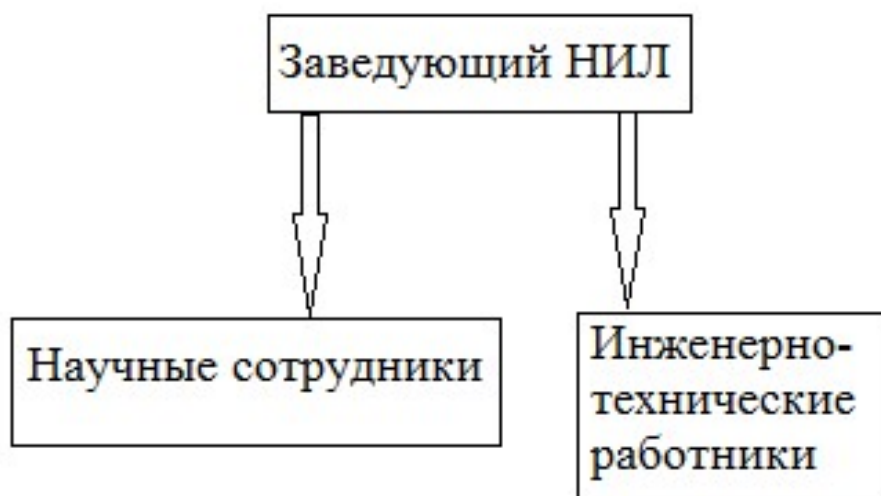 Заведующий НИЛ
Научные сотрудники
Инженерно-
технические
работники